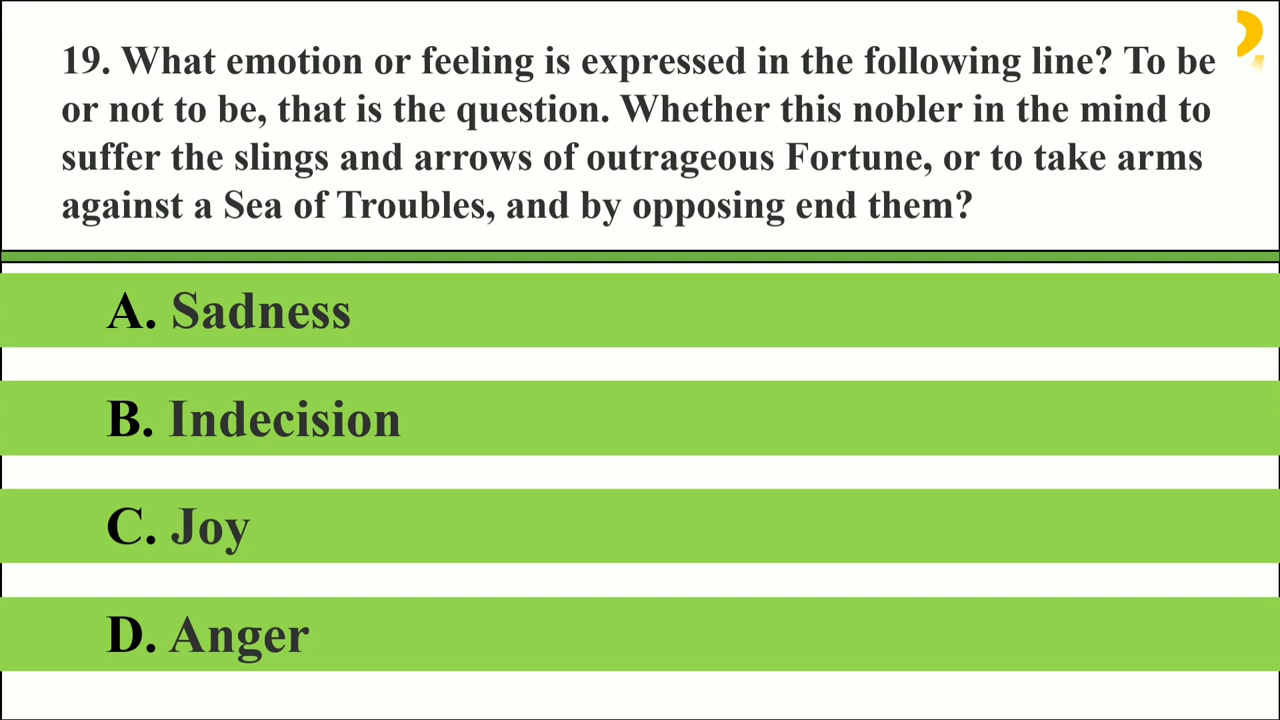 19. What emotion or feeling is expressed in the following line? To be
or not to be, that is the question. Whether this nobler in the mind to
suffer the slings and arrows of outrageous Fortune, or to take arms
against a Sea of Troubles, and by opposing end them?
A. Sadness
B. Indecision
C. Joy
D. Anger